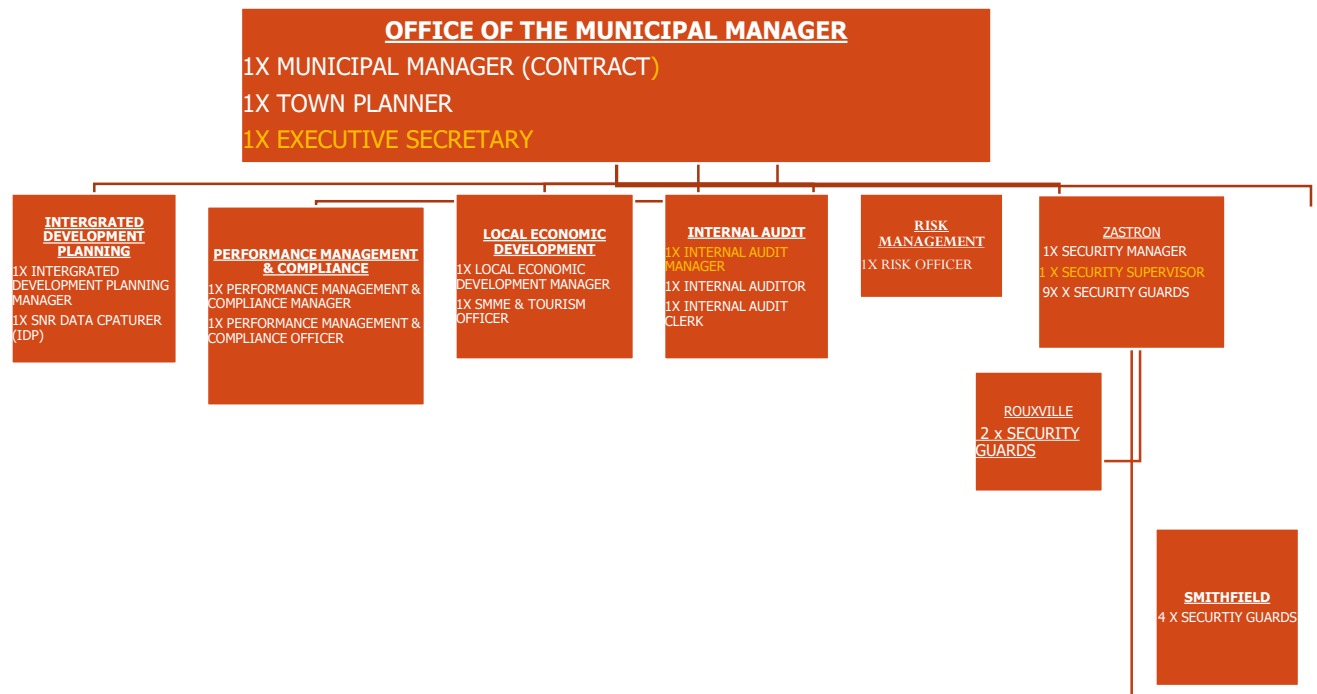 OFFICE OF THE MUNICIPAL MANAGER
1X MUNICIPAL MANAGER (CONTRACT)
1X TOWN PLANNER
1X EXECUTIVE SECRETARY
INTERGRATED
DEVELOPMENT
PLANNING
1X INTERGRATED
DEVELOPMENT PLANNING
MANAGER
1X SNR DATA CPATURER
(IDP)
PERFORMANCE MANAGEMENT
& COMPLIANCE
1X PERFORMANCE MANAGEMENT &
COMPLIANCE MANAGER
1X PERFORMANCE MANAGEMENT &
COMPLIANCE OFFICER
LOCAL ECONOMIC
DEVELOPMENT
1X LOCAL ECONOMIC
DEVELOPMENT MANAGER
1X SMME & TOURISM
OFFICER
INTERNAL AUDIT
1X INTERNAL AUDIT
MANAGER
1X INTERNAL AUDITOR
1X INTERNAL AUDIT
CLERK
RISK
MANAGEMENT
1X RISK OFFICER
ZASTRON
1X SECURITY MANAGER
1 X SECURITY SUPERVISOR
9X X SECURITY GUARDS
ROUXVILLE
2 x SECURITY
GUARDS
SMITHFIELD
4 X SECURTIY GUARDS